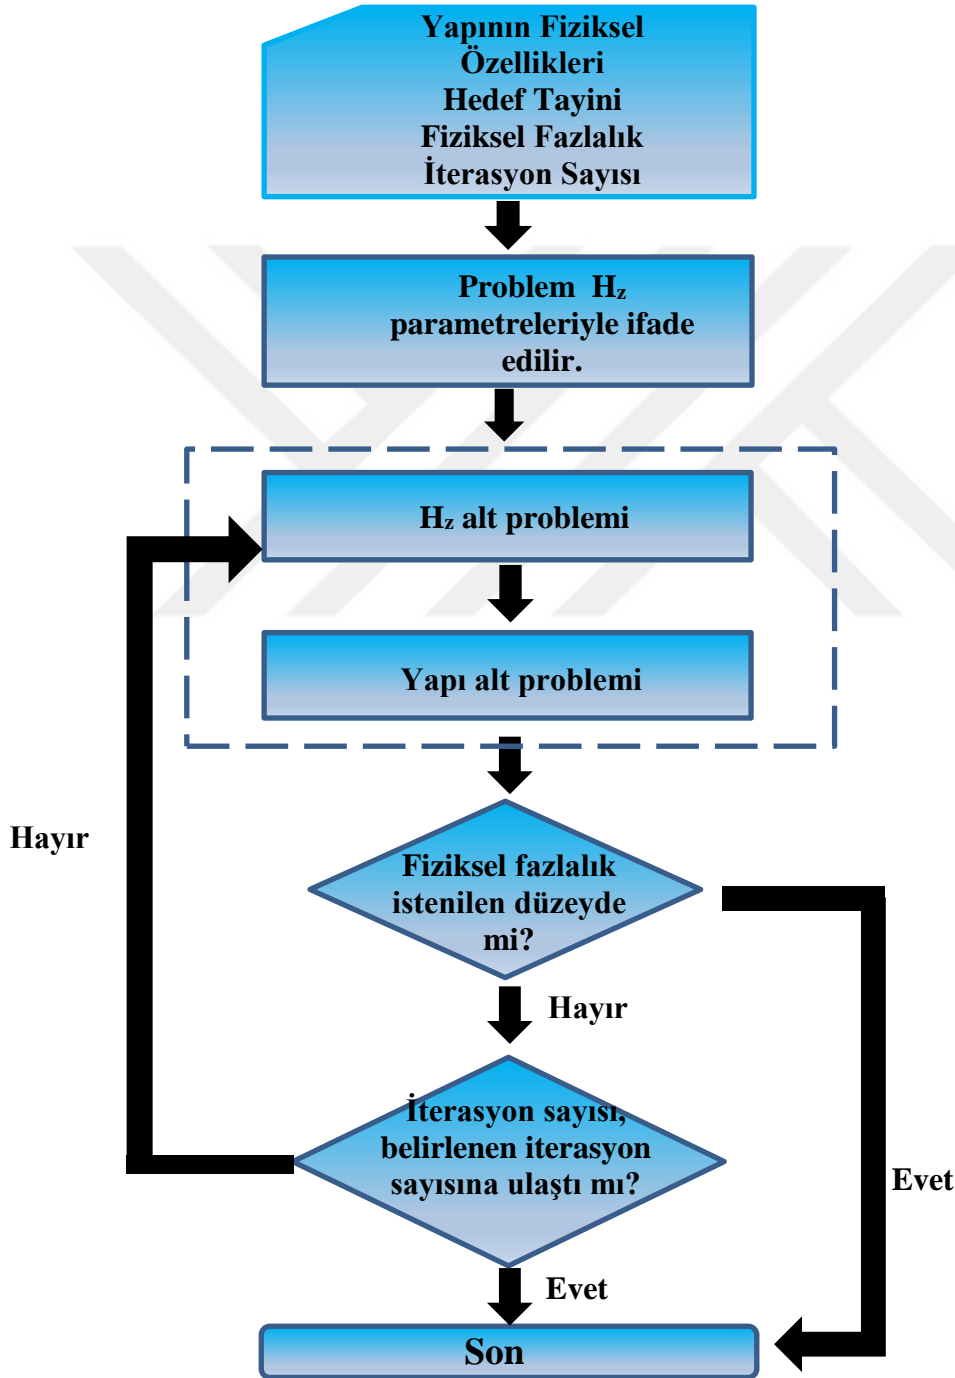 Yapının Fiziksel
Özellikleri
Hedef Tayini
Fiziksel Fazlalık
İterasyon Sayısı
Problem Hz
parametreleriyle ifade
edilir.
Hz alt problemi
Yapı alt problemi
Hayır
Fiziksel fazlalık
istenilen düzeyde
mi?
Hayır
İterasyon sayısı,
belirlenen iterasyon
sayısına ulaştı mı?
Evet
Evet
Son